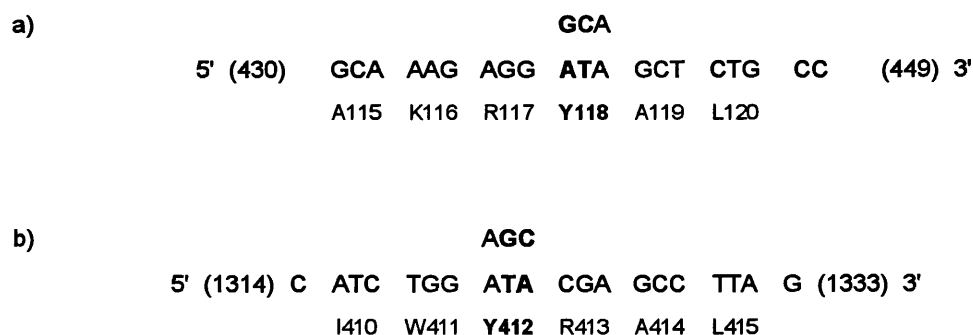 a)
GCA
5' (430) GCA AAG AGG ATA GCT CTG CC (449) 3'
A115 K116 R117 Y118 A119 L120
b)
AGC
5' (1314) C ATC TGG ATA CGA GCC TTA G (1333) 3'
I410 W411 Y412 R413 A414 L415